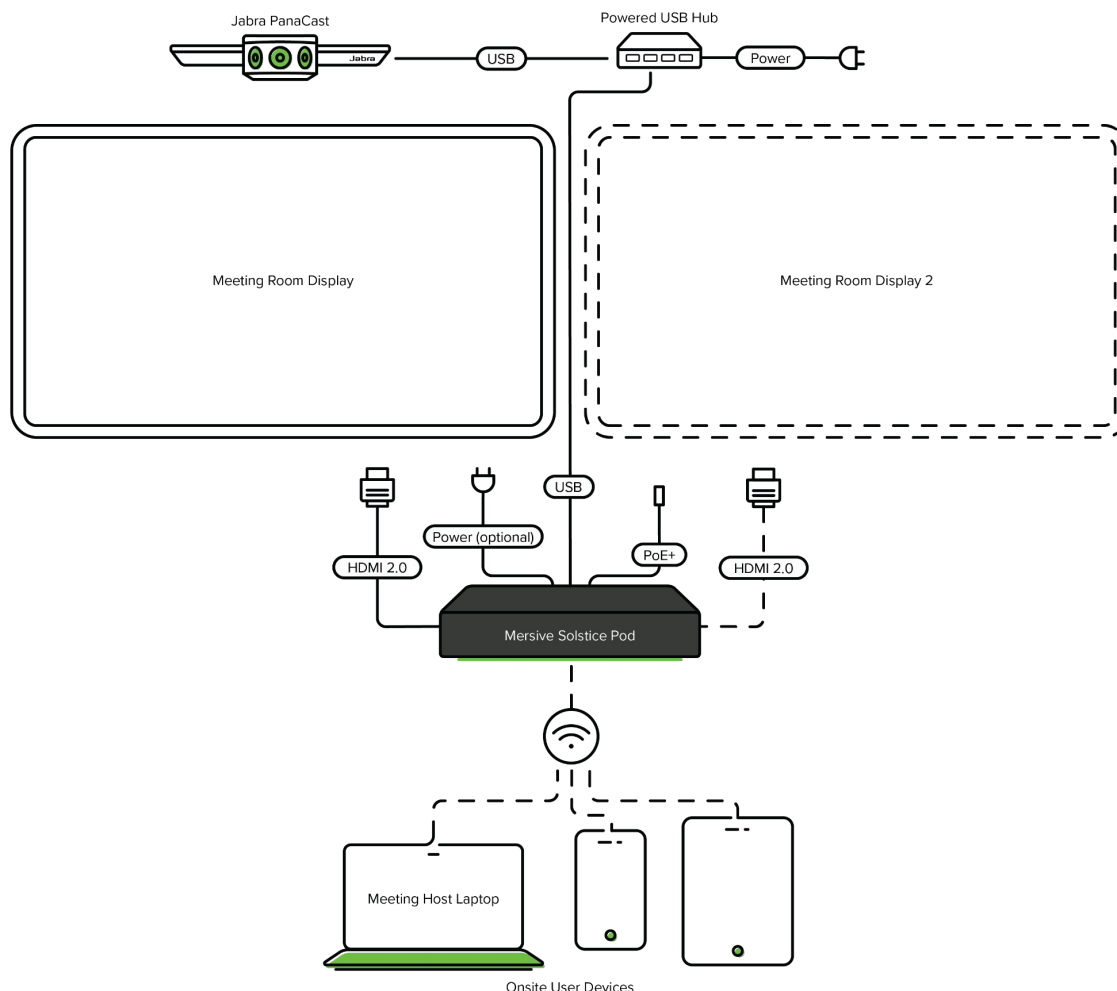 Jabra PanaCast
Powered USB Hub
Jabra
USB
Power
Meeting Room Display
Meeting Room Display 2
USB
Power (optional)
PoE+
HDMI 2.0
HDMI 2.0
Mersive Solstice Pod
Meeting Host Laptop
Onsite User Devices